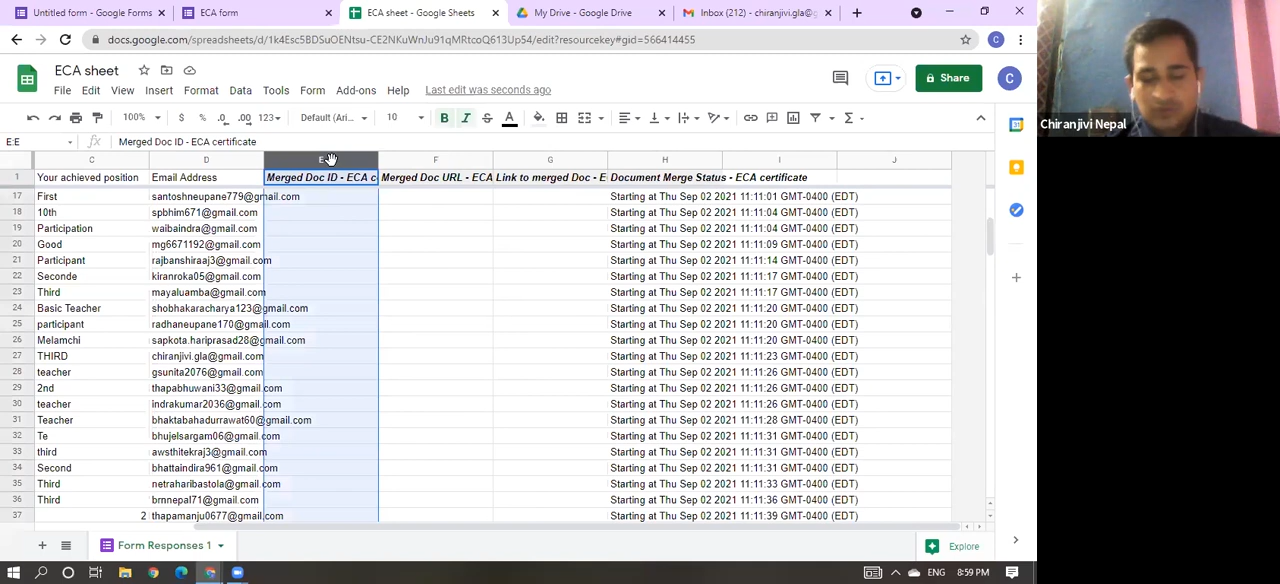 Untitled form - Google Forms
ECA form
ECA sheet - Google Sheets
My Drive - Google Drive
Inbox (212) - chiranjivi.gla@g
docs.google.com/spreadsheets/d/1k4Esc5BDSuOENtsu-CE2NKuWnJu91qMRtcoQ613Up54/edit?resourcekey#gid=566414455
C
ECA sheet
Share
C
File Edit View Insert Format Data Tools Form Add-ons Help Last edit was seconds ago
100% $ % .0 .00 123 Default (Ari... 10 B I S A
E:E fx Merged Doc ID - ECA certificate
C D E F G H I J
1 Your achieved position Email Address Merged Doc ID - ECA c Merged Doc URL - ECA Link to merged Doc - E Document Merge Status - ECA certificate
17 First santoshneupane779@gmail.com Starting at Thu Sep 02 2021 11:11:01 GMT-0400 (EDT)
18 10th spbhim671@gmail.com Starting at Thu Sep 02 2021 11:11:04 GMT-0400 (EDT)
19 Participation waibaindra@gmail.com Starting at Thu Sep 02 2021 11:11:04 GMT-0400 (EDT)
20 Good mg6671192@gmail.com Starting at Thu Sep 02 2021 11:11:09 GMT-0400 (EDT)
21 Participant rajbanshiraaj3@gmail.com Starting at Thu Sep 02 2021 11:11:14 GMT-0400 (EDT)
22 Seconde kiranroka05@gmail.com Starting at Thu Sep 02 2021 11:11:17 GMT-0400 (EDT)
23 Third mayaluamba@gmail.com Starting at Thu Sep 02 2021 11:11:17 GMT-0400 (EDT)
24 Basic Teacher shobhakaracharya123@gmail.com Starting at Thu Sep 02 2021 11:11:20 GMT-0400 (EDT)
25 participant radhaneupane170@gmail.com Starting at Thu Sep 02 2021 11:11:20 GMT-0400 (EDT)
26 Melamchi sapkota.hariprasad28@gmail.com Starting at Thu Sep 02 2021 11:11:20 GMT-0400 (EDT)
27 THIRD chiranjivi.gla@gmail.com Starting at Thu Sep 02 2021 11:11:23 GMT-0400 (EDT)
28 teacher gsunita2076@gmail.com Starting at Thu Sep 02 2021 11:11:26 GMT-0400 (EDT)
29 2nd thapabhuwani33@gmail.com Starting at Thu Sep 02 2021 11:11:26 GMT-0400 (EDT)
30 teacher indrakumar2036@gmail.com Starting at Thu Sep 02 2021 11:11:26 GMT-0400 (EDT)
31 Teacher bhaktabahadurrawat60@gmail.com Starting at Thu Sep 02 2021 11:11:28 GMT-0400 (EDT)
32 Te bhujelsargam06@gmail.com Starting at Thu Sep 02 2021 11:11:31 GMT-0400 (EDT)
33 third awsthitekraj3@gmail.com Starting at Thu Sep 02 2021 11:11:31 GMT-0400 (EDT)
34 Second bhattaindira961@gmail.com Starting at Thu Sep 02 2021 11:11:31 GMT-0400 (EDT)
35 Third netraharibastola@gmail.com Starting at Thu Sep 02 2021 11:11:33 GMT-0400 (EDT)
36 Third brnnepal71@gmail.com Starting at Thu Sep 02 2021 11:11:36 GMT-0400 (EDT)
37 2 thapamanju0677@gmail.com Starting at Thu Sep 02 2021 11:11:39 GMT-0400 (EDT)
Form Responses 1
Explore
ENG 8:59 PM
Chiranjivi Nepal